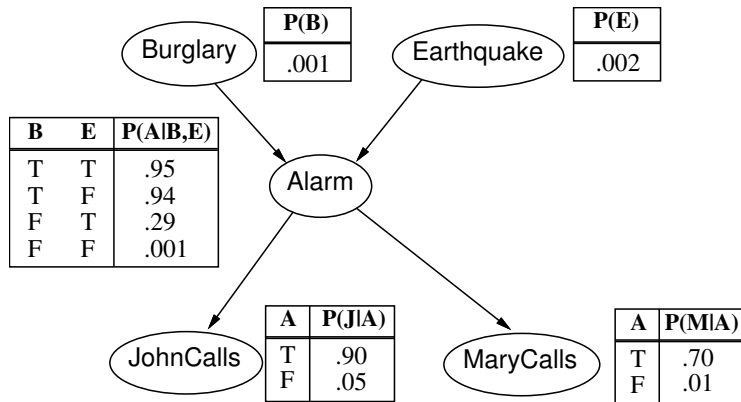 Burglary
P(B)
.001
Earthquake
P(E)
.002
B E P(A|B,E)
T T .95
T F .94
F T .29
F F .001
Alarm
JohnCalls
A P(J|A)
T .90
F .05
MaryCalls
A P(M|A)
T .70
F .01